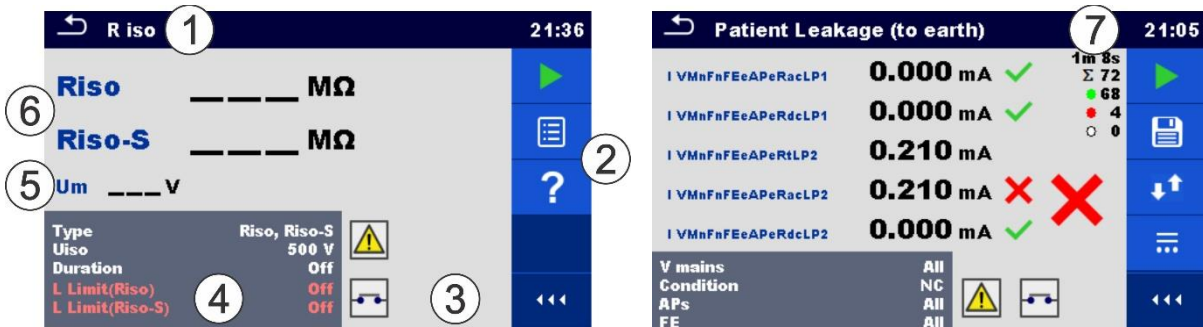 R iso 1 21:36
Riso ___ MΩ
6
Riso-S ___ MΩ
5 Um ___ V
? 2
Type Riso, Riso-S
Uiso 500 V
Duration Off
L Limit(Riso) Off
L Limit(Riso-S) Off
4 3
Patient Leakage (to earth) 7 21:05
1m 8s
Σ 72
68
4
0
I VMnFnFEeAPeRacLP1 0.000 mA
I VMnFnFEeAPeRdcLP1 0.000 mA
I VMnFnFEeAPeRtLP2 0.210 mA
I VMnFnFEeAPeRacLP2 0.210 mA
I VMnFnFEeAPeRdcLP2 0.000 mA
V mains All
Condition NC
APs All
FE All